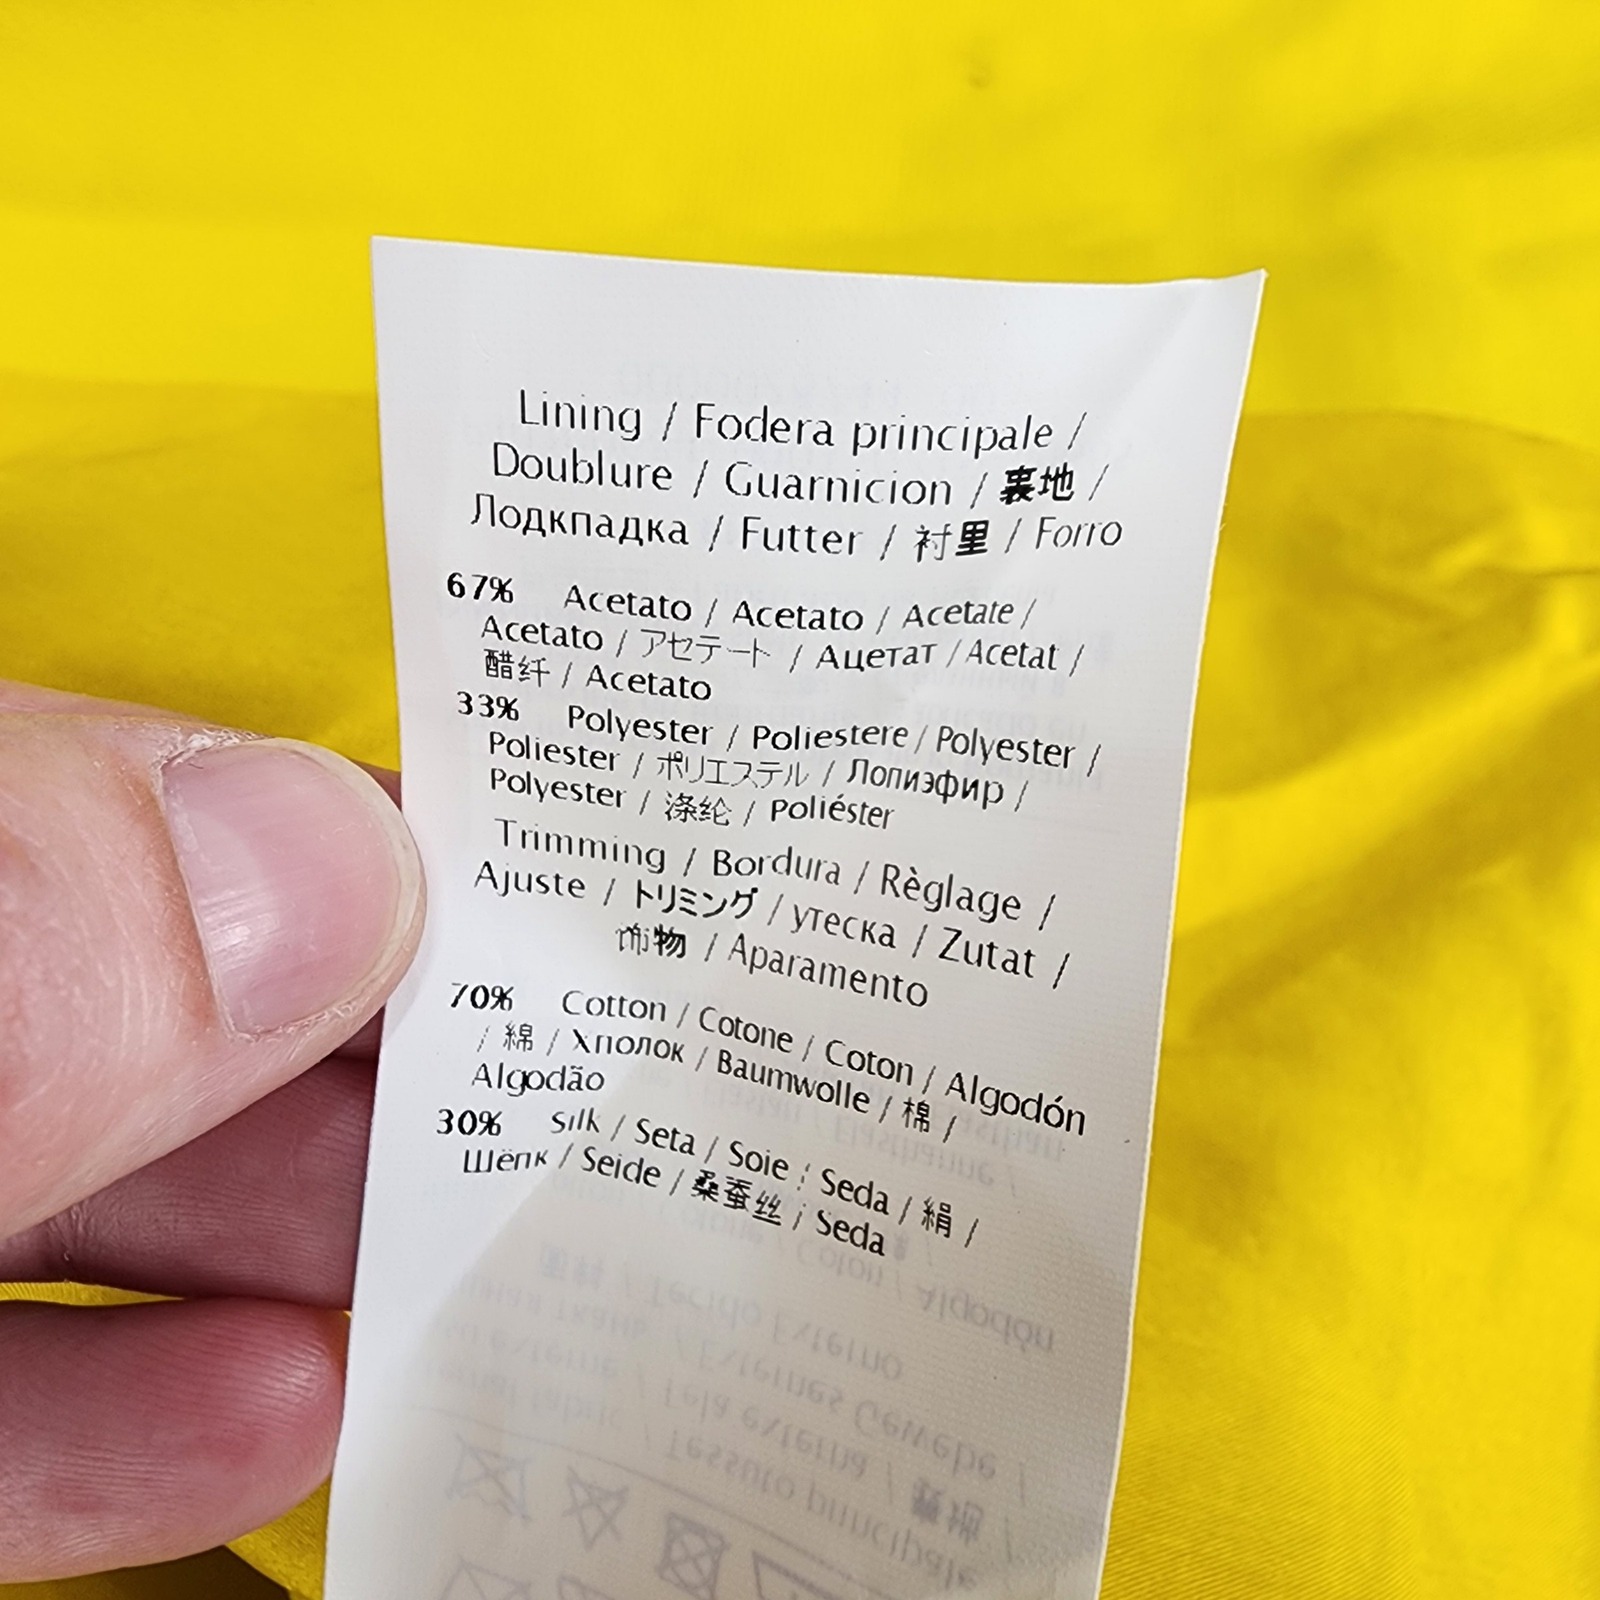 Lining / Fodera principale /
Doublure / Guarnicion / 裏地 /
Лодкпадка / Futter / 衬里 / Forro
67% Acetato / Acetato / Acetate /
Acetato / アセテート / Ацетат / Acetat /
醋纤 / Acetato
33% Polyester / Poliestere / Polyester /
Poliester / ポリエステル / Лопиэфир /
Polyester / 涤纶 / Poliéster
Trimming / Bordura / Règlage /
Ajuste / トリミング / утеска / Zutat /
饰物 / Aparamento
70% Cotton / Cotone / Coton / Algodón
/ 綿 / Хполок / Baumwolle / 棉 /
Algodão
30% Silk / Seta / Soie / Seda / 絹 /
Шёпк / Seide / 桑蚕丝 / Seda